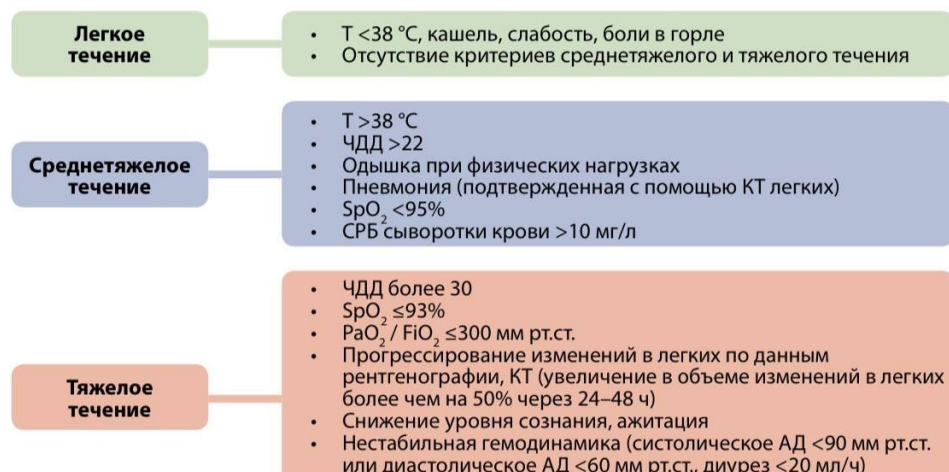 Легкое
течение
• T <38 °C, кашель, слабость, боли в горле
• Отсутствие критериев среднетяжелого и тяжелого течения
Среднетяжелое
течение
• T >38 °C
• ЧДД >22
• Одышка при физических нагрузках
• Пневмония (подтвержденная с помощью КТ легких)
• SpO₂ <95%
• СРБ сыворотки крови >10 мг/л
Тяжелое
течение
• ЧДД более 30
• SpO₂ ≤93%
• PaO₂ / FiO₂ ≤300 мм рт.ст.
• Прогрессирование изменений в легких по данным
рентгенографии, КТ (увеличение в объеме изменений в легких
более чем на 50% через 24–48 ч)
• Снижение уровня сознания, ажитация
• Нестабильная гемодинамика (систолическое АД <90 мм рт.ст.
или диастолическое АД <60 мм рт.ст., диурез <20 мл/ч)